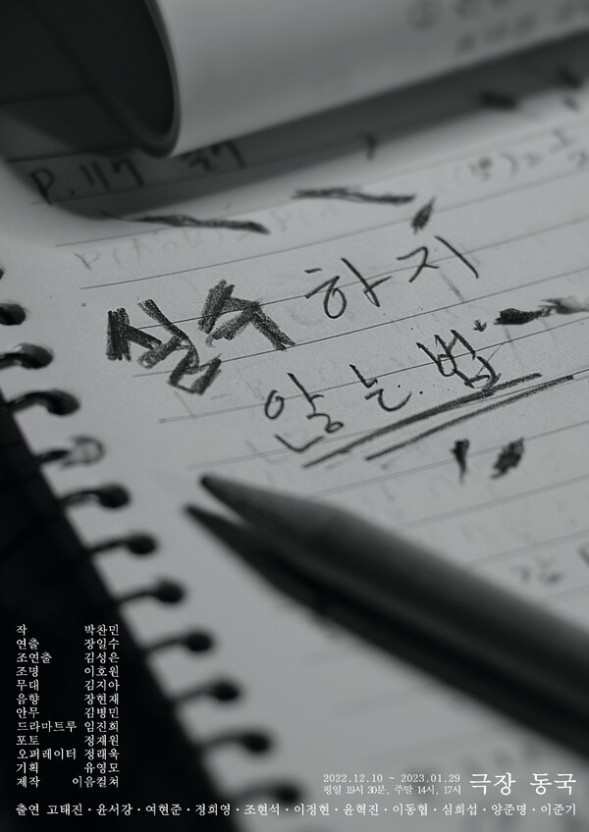 P.117
실수하지
않는 법
작 박찬민
연출 장일수
조연출 김성은
조명 이호원
무대 김지아
음향 장현재
안무 김병민
드라마트루 임진희
포토 정재원
오퍼레이터 정래욱
기획 유영모
제작 이음컬쳐
2022.12.10 ~ 2023.01.29
평일 19시 30분, 주말 14시, 17시
극장 동국
출연 고태진 · 윤서강 · 여현준 · 정희영 · 조현석 · 이정현 · 윤혁진 · 이동협 · 심희섭 · 양준명 · 이준기